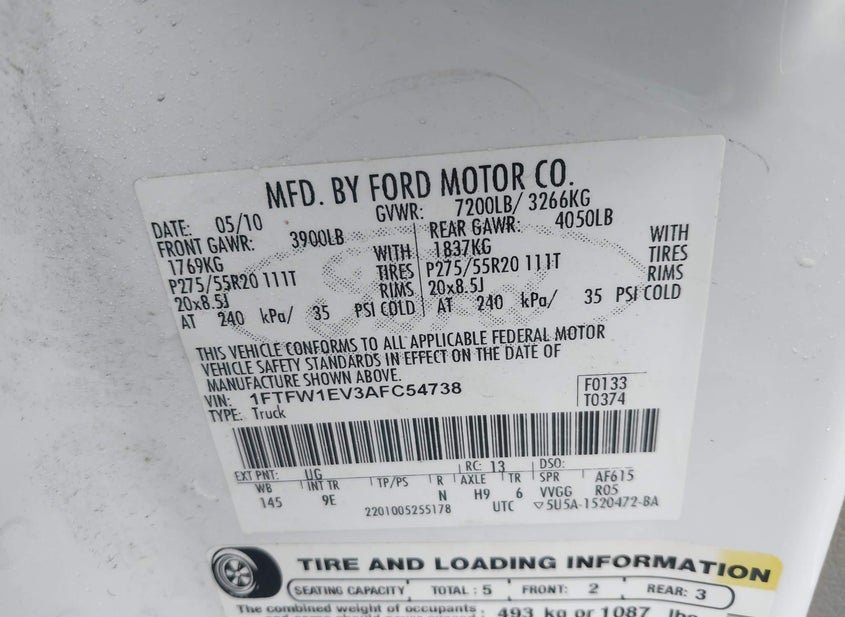 MFD. BY FORD MOTOR CO.
DATE: 05/10 GVWR: 7200LB/ 3266KG
FRONT GAWR: 3900LB REAR GAWR: 4050LB
1769KG WITH 1837KG WITH
P275/55R20 111T TIRES P275/55R20 111T TIRES
20x8.5J RIMS 20x8.5J RIMS
AT 240 kPa/ 35 PSI COLD AT 240 kPa/ 35 PSI COLD
THIS VEHICLE CONFORMS TO ALL APPLICABLE FEDERAL MOTOR
VEHICLE SAFETY STANDARDS IN EFFECT ON THE DATE OF
MANUFACTURE SHOWN ABOVE.
VIN: 1FTFW1EV3AFC54738 F0133
TYPE: Truck T0374
EXT PNT: UG RC: 13 DSO:
WB INT TR TP/PS R AXLE TR SPR AF615
145 9E N H9 6 VVGG R05
2201005255178 UTC ▽5U5A-1520472-BA
TIRE AND LOADING INFORMATION
SEATING CAPACITY TOTAL: 5 FRONT: 2 REAR: 3
The combined weight of occupants
493 kg or 1087 lbs